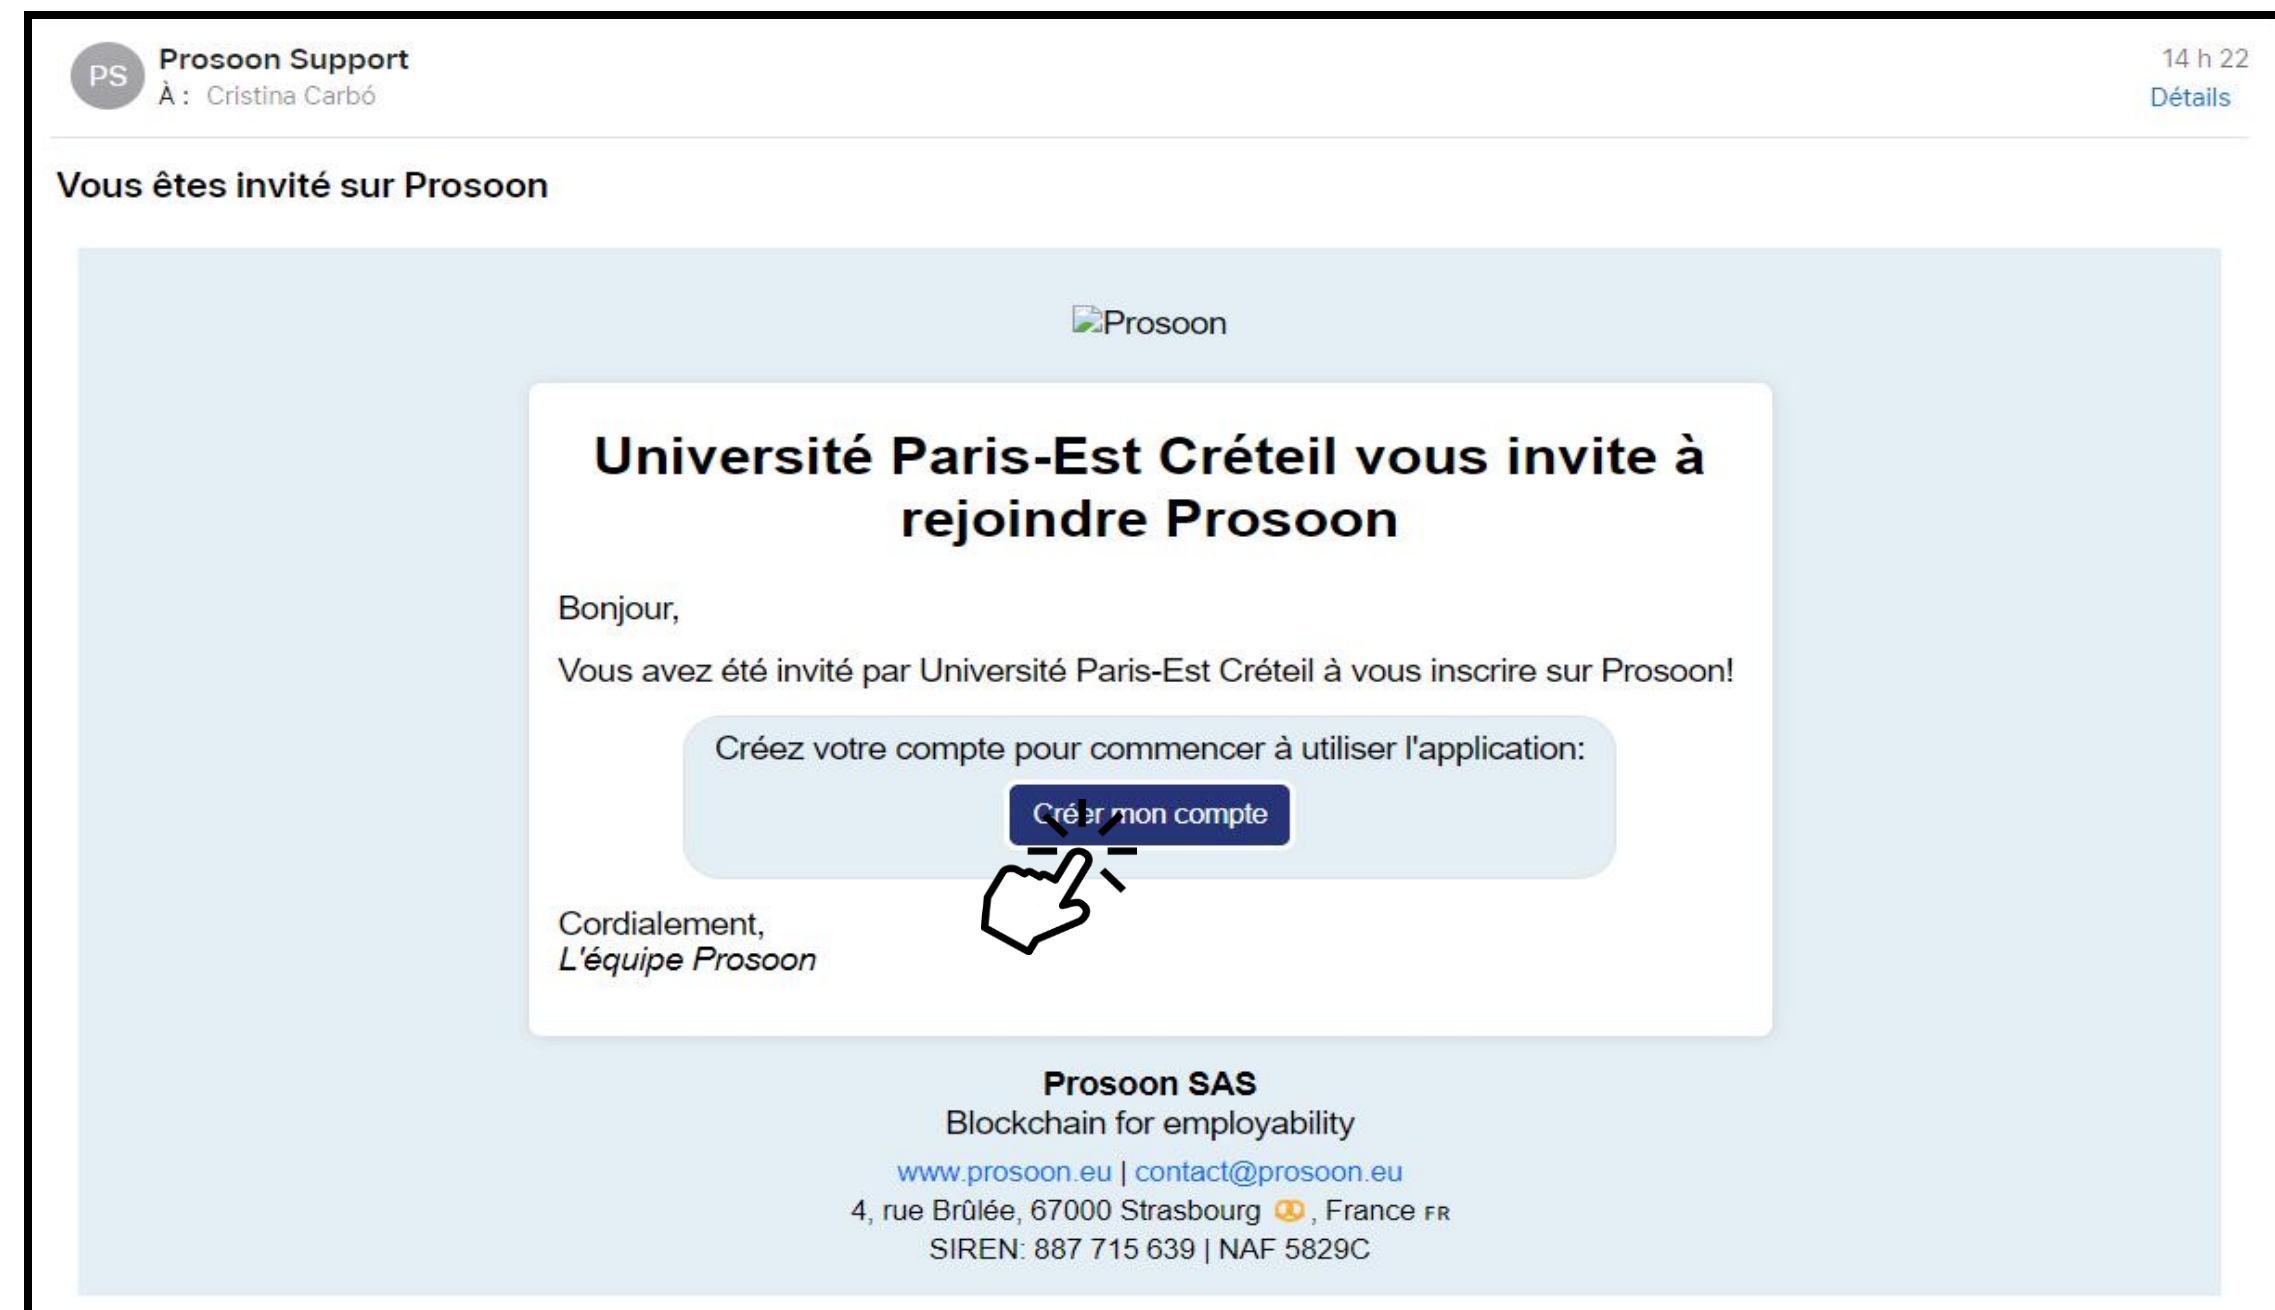 PS
Prosoon Support
À : Cristina Carbó
14 h 22
Détails
Vous êtes invité sur Prosoon
Prosoon
Université Paris-Est Créteil vous invite à
rejoindre Prosoon
Bonjour,
Vous avez été invité par Université Paris-Est Créteil à vous inscrire sur Prosoon!
Créez votre compte pour commencer à utiliser l'application:
Créer mon compte
Cordialement,
L'équipe Prosoon
Prosoon SAS
Blockchain for employability
www.prosoon.eu | contact@prosoon.eu
4, rue Brûlée, 67000 Strasbourg 🥨, France FR
SIREN: 887 715 639 | NAF 5829C